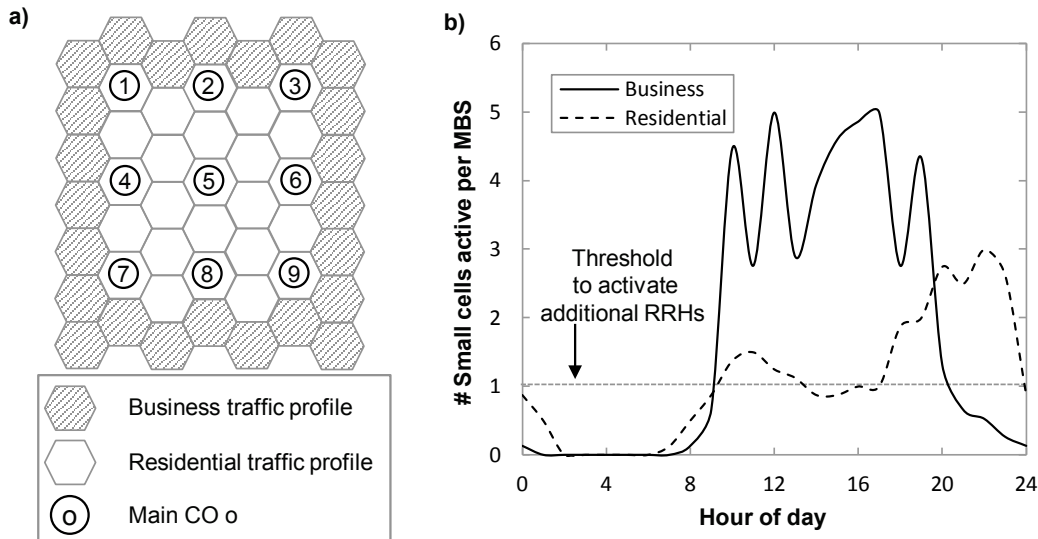 a)
1 2 3
4 5 6
7 8 9
Business traffic profile
Residential traffic profile
o Main CO o
b)
# Small cells active per MBS
6
5
4
3
2
1
0
Business
Residential
Threshold
to activate
additional RRHs
0 4 8 12 16 20 24
Hour of day